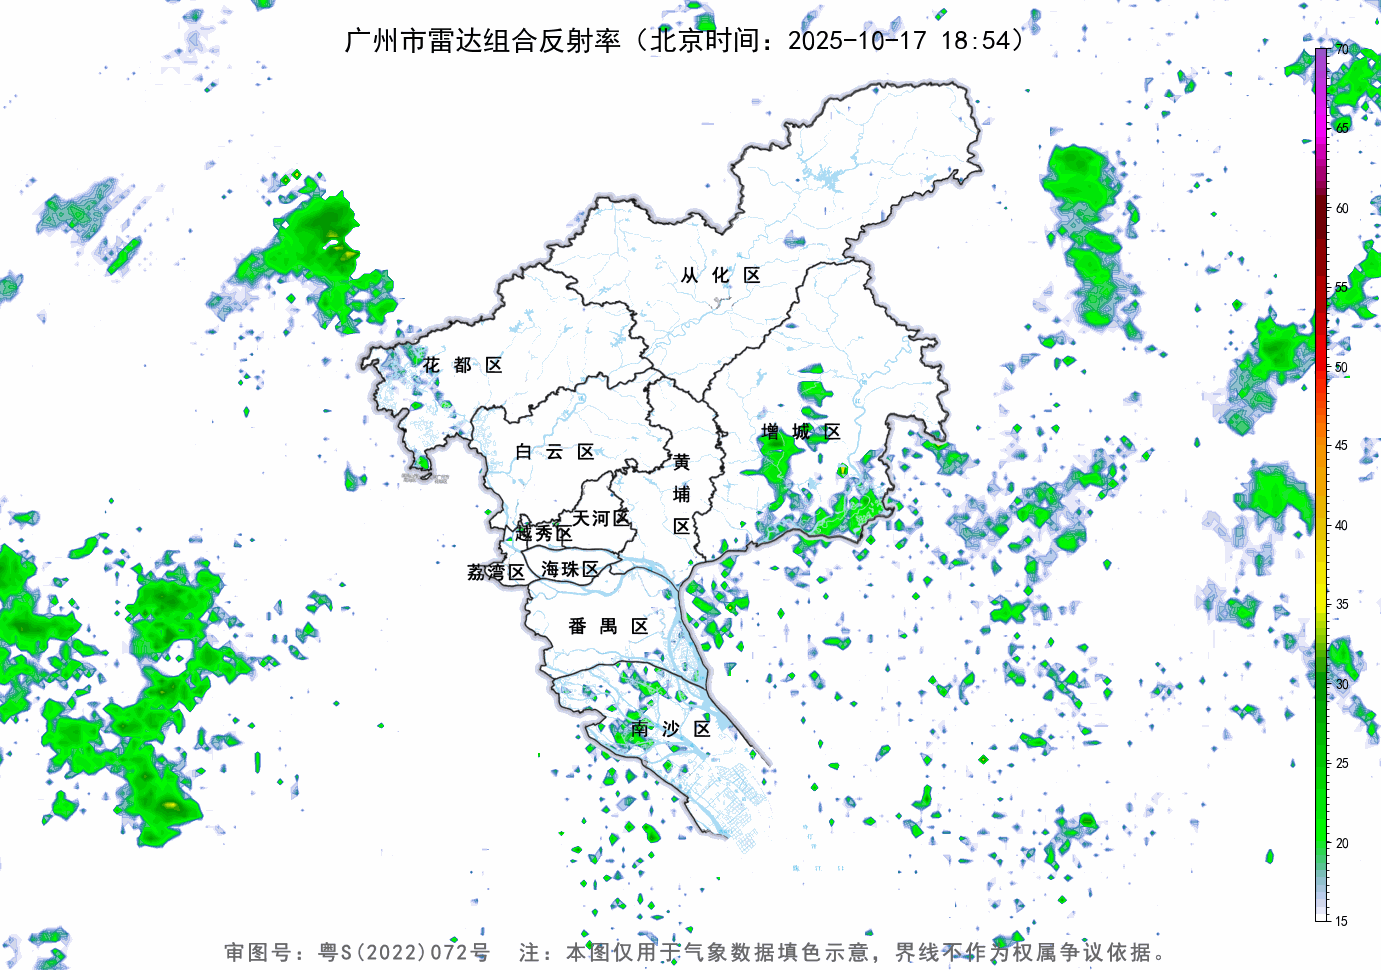 广州市雷达组合反射率（北京时间：2025-10-17 18:54）
70
65
60
55
50
45
40
35
30
25
20
15
从化区
花都区
增城区
白云区
黄埔区
天河区
越秀区
海珠区
荔湾区
番禺区
南沙区
审图号：粤S(2022)072号 注：本图仅用于气象数据填色示意，界线不作为权属争议依据。